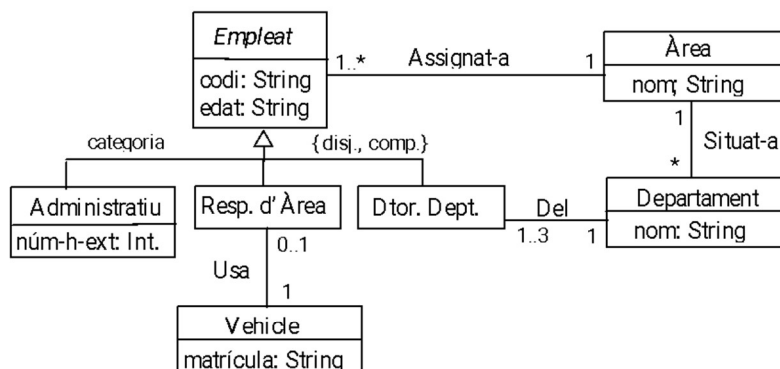 Empleat
codi: String
edat: String
1..*
Assignat-a
1
Àrea
nom: String
1
Situat-a
*
categoria
{disj., comp.}
Administratiu
núm-h-ext: Int.
Resp. d'Àrea
Dtor. Dept.
Del
1..3
1
Departament
nom: String
0..1
Usa
1
Vehicle
matrícula: String